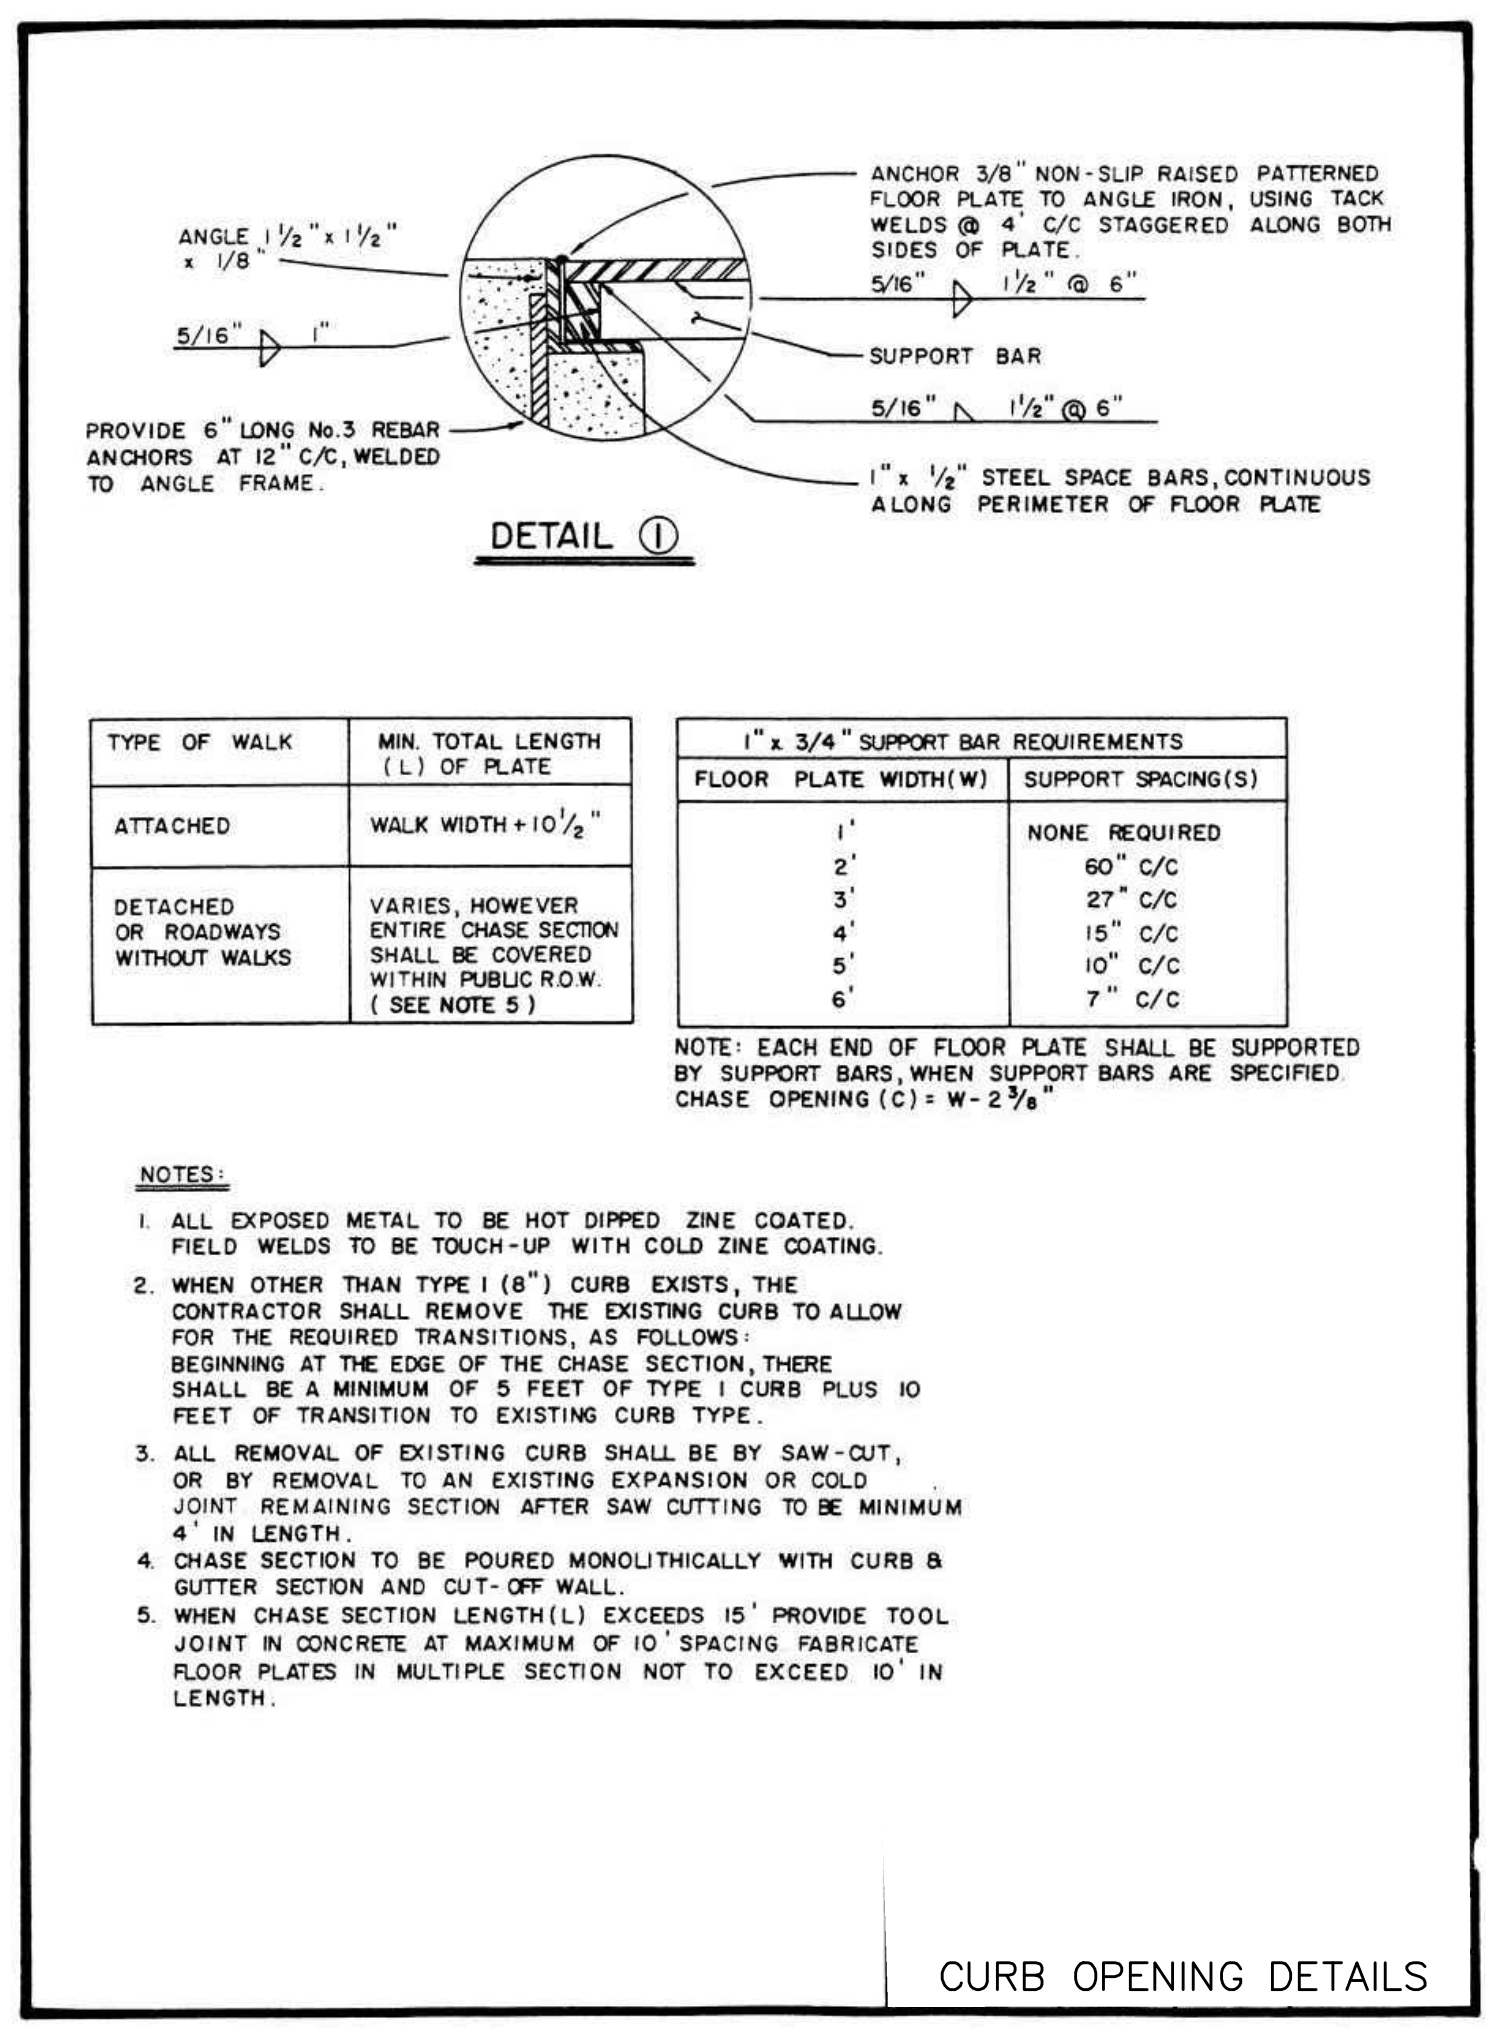 ANCHOR 3/8" NON-SLIP RAISED PATTERNED
FLOOR PLATE TO ANGLE IRON, USING TACK
WELDS @ 4' C/C STAGGERED ALONG BOTH
SIDES OF PLATE.
ANGLE 1 1/2" x 1 1/2"
x 1/8"
5/16" 1 1/2" @ 6"
5/16" 1"
SUPPORT BAR
5/16" 1 1/2" @ 6"
PROVIDE 6" LONG No.3 REBAR
ANCHORS AT 12" C/C, WELDED
TO ANGLE FRAME.
1" x 1/2" STEEL SPACE BARS, CONTINUOUS
ALONG PERIMETER OF FLOOR PLATE
DETAIL 1
TYPE OF WALK
MIN. TOTAL LENGTH
(L) OF PLATE
ATTACHED
WALK WIDTH + 10 1/2"
DETACHED
OR ROADWAYS
WITHOUT WALKS
VARIES, HOWEVER
ENTIRE CHASE SECTION
SHALL BE COVERED
WITHIN PUBLIC R.O.W.
( SEE NOTE 5 )
1" x 3/4" SUPPORT BAR REQUIREMENTS
FLOOR PLATE WIDTH(W) SUPPORT SPACING(S)
1' NONE REQUIRED
2' 60" C/C
3' 27" C/C
4' 15" C/C
5' 10" C/C
6' 7" C/C
NOTE: EACH END OF FLOOR PLATE SHALL BE SUPPORTED
BY SUPPORT BARS, WHEN SUPPORT BARS ARE SPECIFIED.
CHASE OPENING (C) = W - 2 3/8"
NOTES:
1. ALL EXPOSED METAL TO BE HOT DIPPED ZINE COATED.
FIELD WELDS TO BE TOUCH-UP WITH COLD ZINE COATING.
2. WHEN OTHER THAN TYPE 1 (8") CURB EXISTS, THE
CONTRACTOR SHALL REMOVE THE EXISTING CURB TO ALLOW
FOR THE REQUIRED TRANSITIONS, AS FOLLOWS:
BEGINNING AT THE EDGE OF THE CHASE SECTION, THERE
SHALL BE A MINIMUM OF 5 FEET OF TYPE 1 CURB PLUS 10
FEET OF TRANSITION TO EXISTING CURB TYPE.
3. ALL REMOVAL OF EXISTING CURB SHALL BE BY SAW-CUT,
OR BY REMOVAL TO AN EXISTING EXPANSION OR COLD
JOINT REMAINING SECTION AFTER SAW CUTTING TO BE MINIMUM
4' IN LENGTH.
4. CHASE SECTION TO BE POURED MONOLITHICALLY WITH CURB &
GUTTER SECTION AND CUT-OFF WALL.
5. WHEN CHASE SECTION LENGTH(L) EXCEEDS 15' PROVIDE TOOL
JOINT IN CONCRETE AT MAXIMUM OF 10' SPACING FABRICATE
FLOOR PLATES IN MULTIPLE SECTION NOT TO EXCEED 10' IN
LENGTH.
CURB OPENING DETAILS